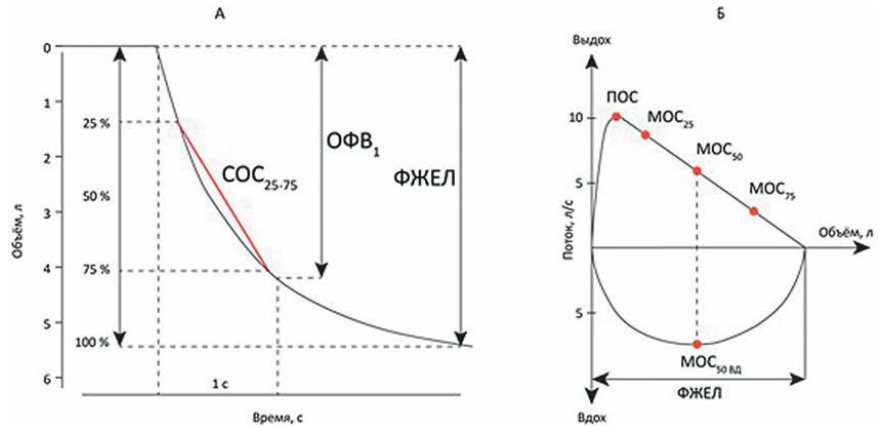 А
0
1
2
3
4
5
6
Объём, л
25 %
50 %
75 %
100 %
СОС25-75
ОФВ1
ФЖЕЛ
1 с
Время, с
Б
Выдох
10
5
5
Поток, л/с
ПОС
МОС25
МОС50
МОС75
Объём, л
МОС50 ВД
ФЖЕЛ
Вдох